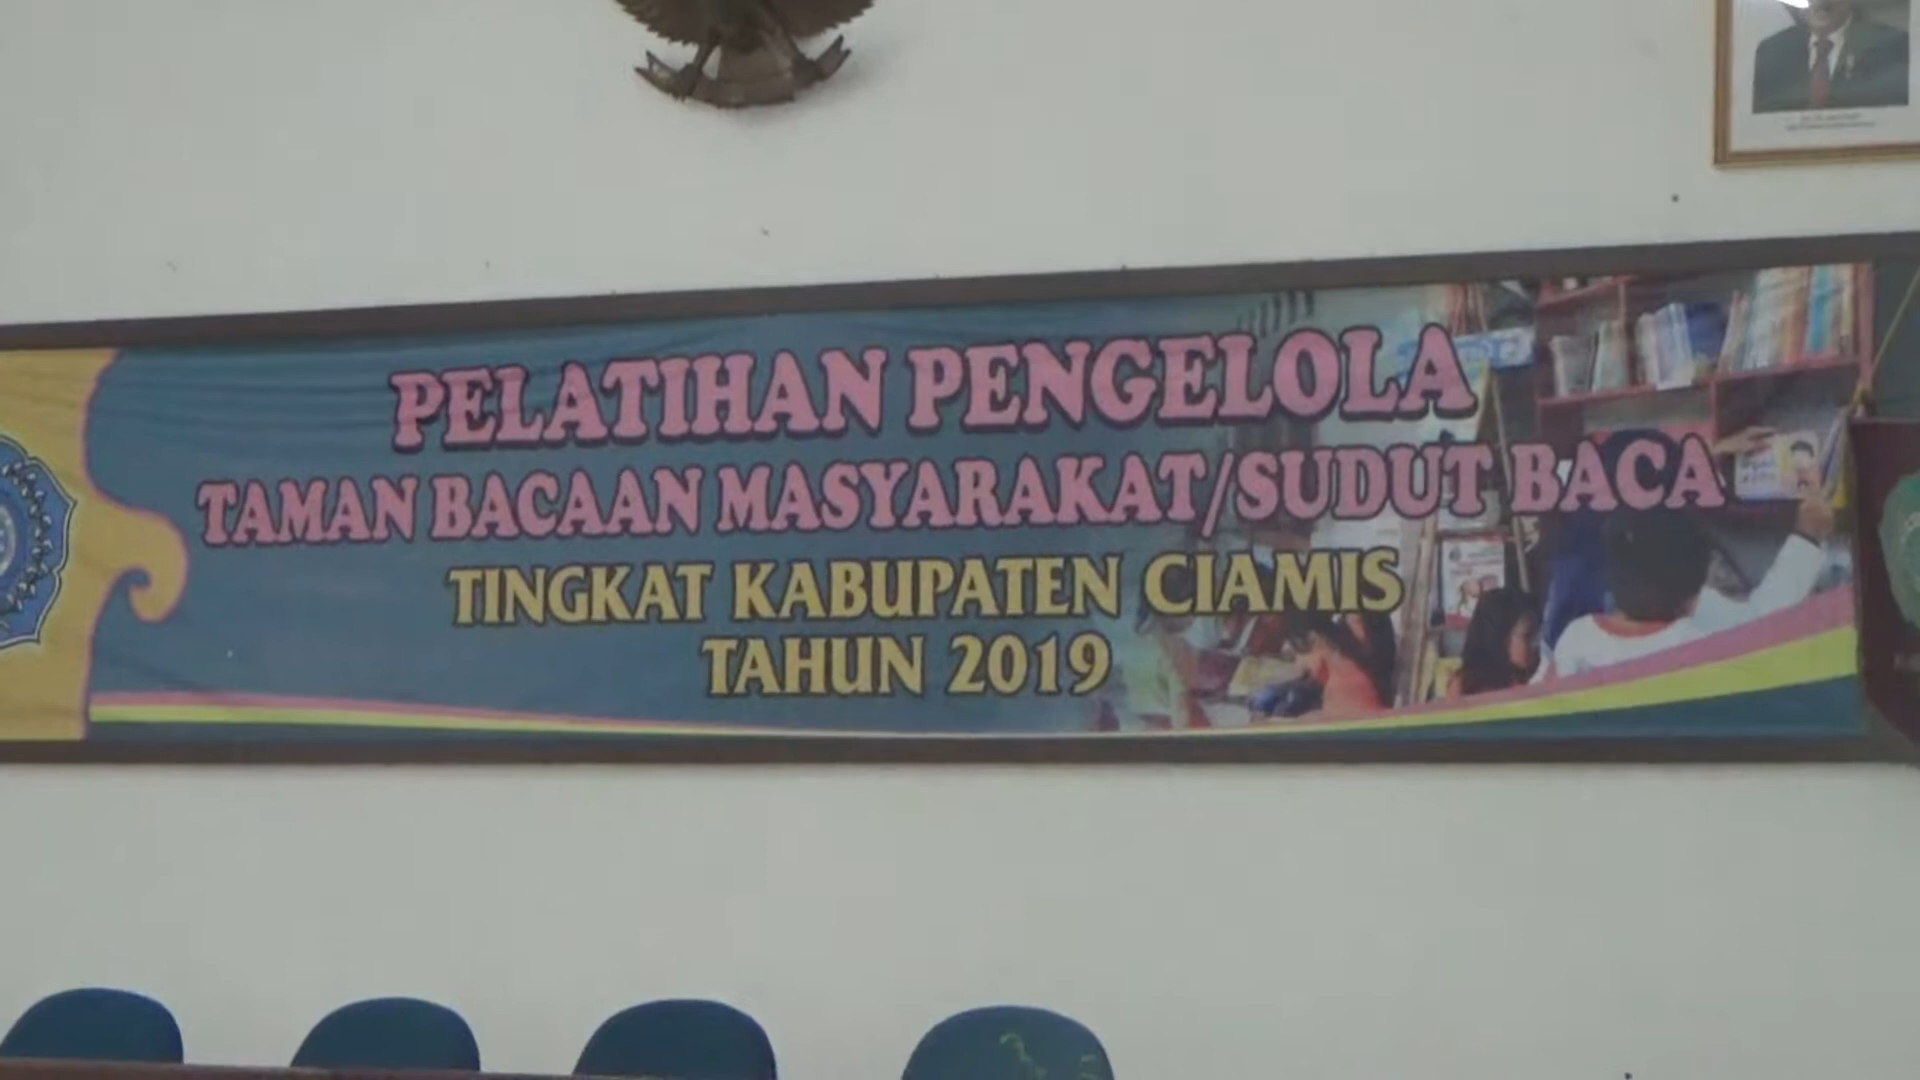 PELATIHAN PENGELOLA
TAMAN BACAAN MASYARAKAT/SUDUT BACA
TINGKAT KABUPATEN CIAMIS
TAHUN 2019